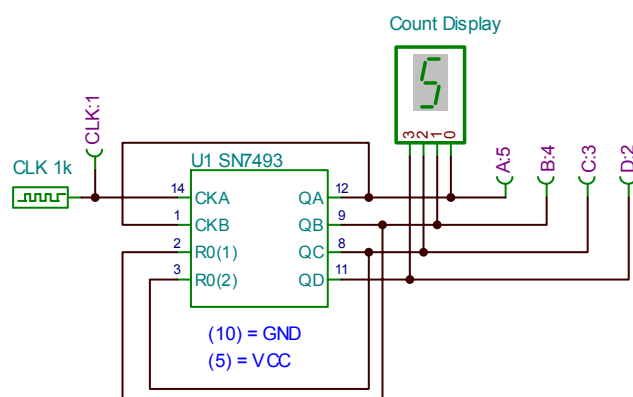 Count Display
5
3 2 1 0
CLK:1
A:5
B:4
C:3
D:2
CLK 1k
U1 SN7493
14 CKA QA 12
1 CKB QB 9
2 R0(1) QC 8
3 R0(2) QD 11
(10) = GND
(5) = VCC